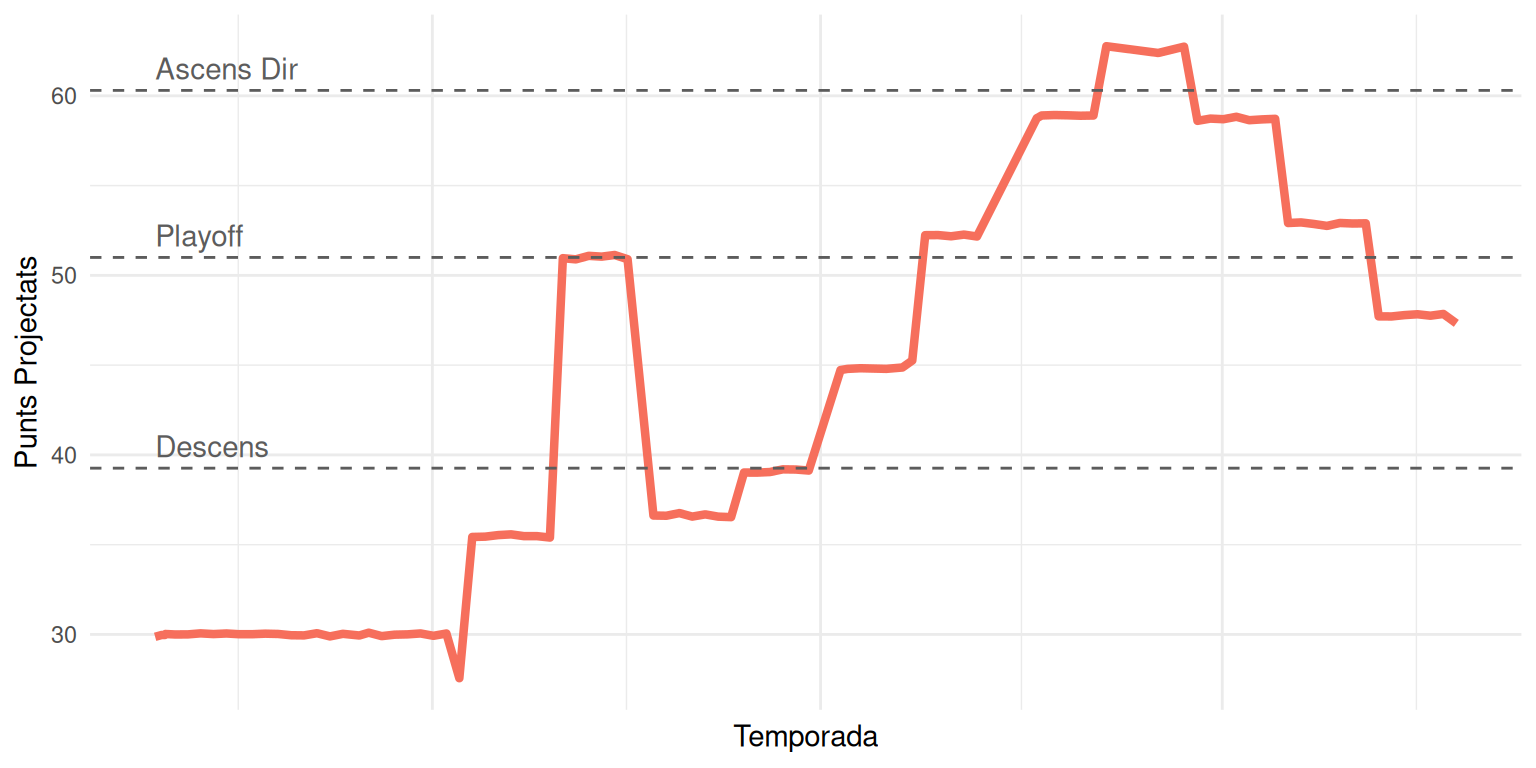 Ascens Dir
60
Playoff
50
Descens
40
30
Punts Projectats
Temporada